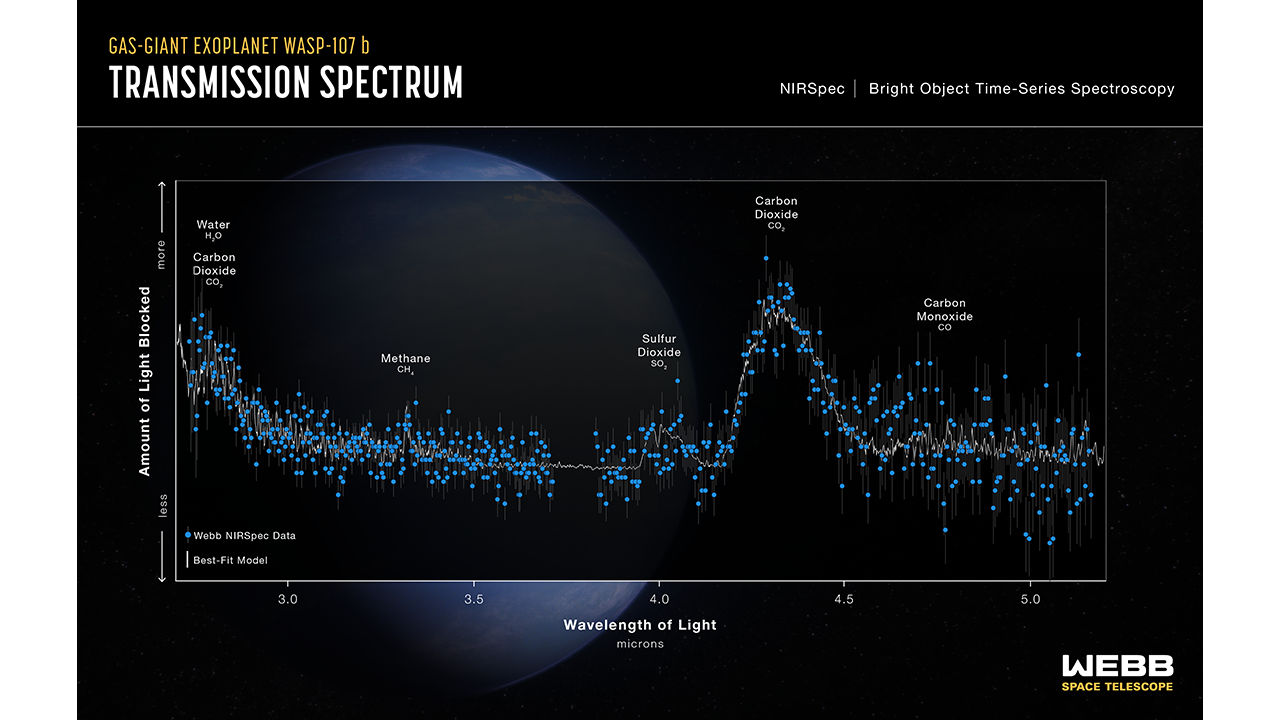 GAS-GIANT EXOPLANET WASP-107 b
TRANSMISSION SPECTRUM
NIRSpec | Bright Object Time-Series Spectroscopy
more
Amount of Light Blocked
less
Water
H₂O
Carbon
Dioxide
CO₂
Methane
CH₄
Sulfur
Dioxide
SO₂
Carbon
Dioxide
CO₂
Carbon
Monoxide
CO
Webb NIRSpec Data
Best-Fit Model
3.0
3.5
4.0
4.5
5.0
Wavelength of Light
microns
WEBB
SPACE TELESCOPE